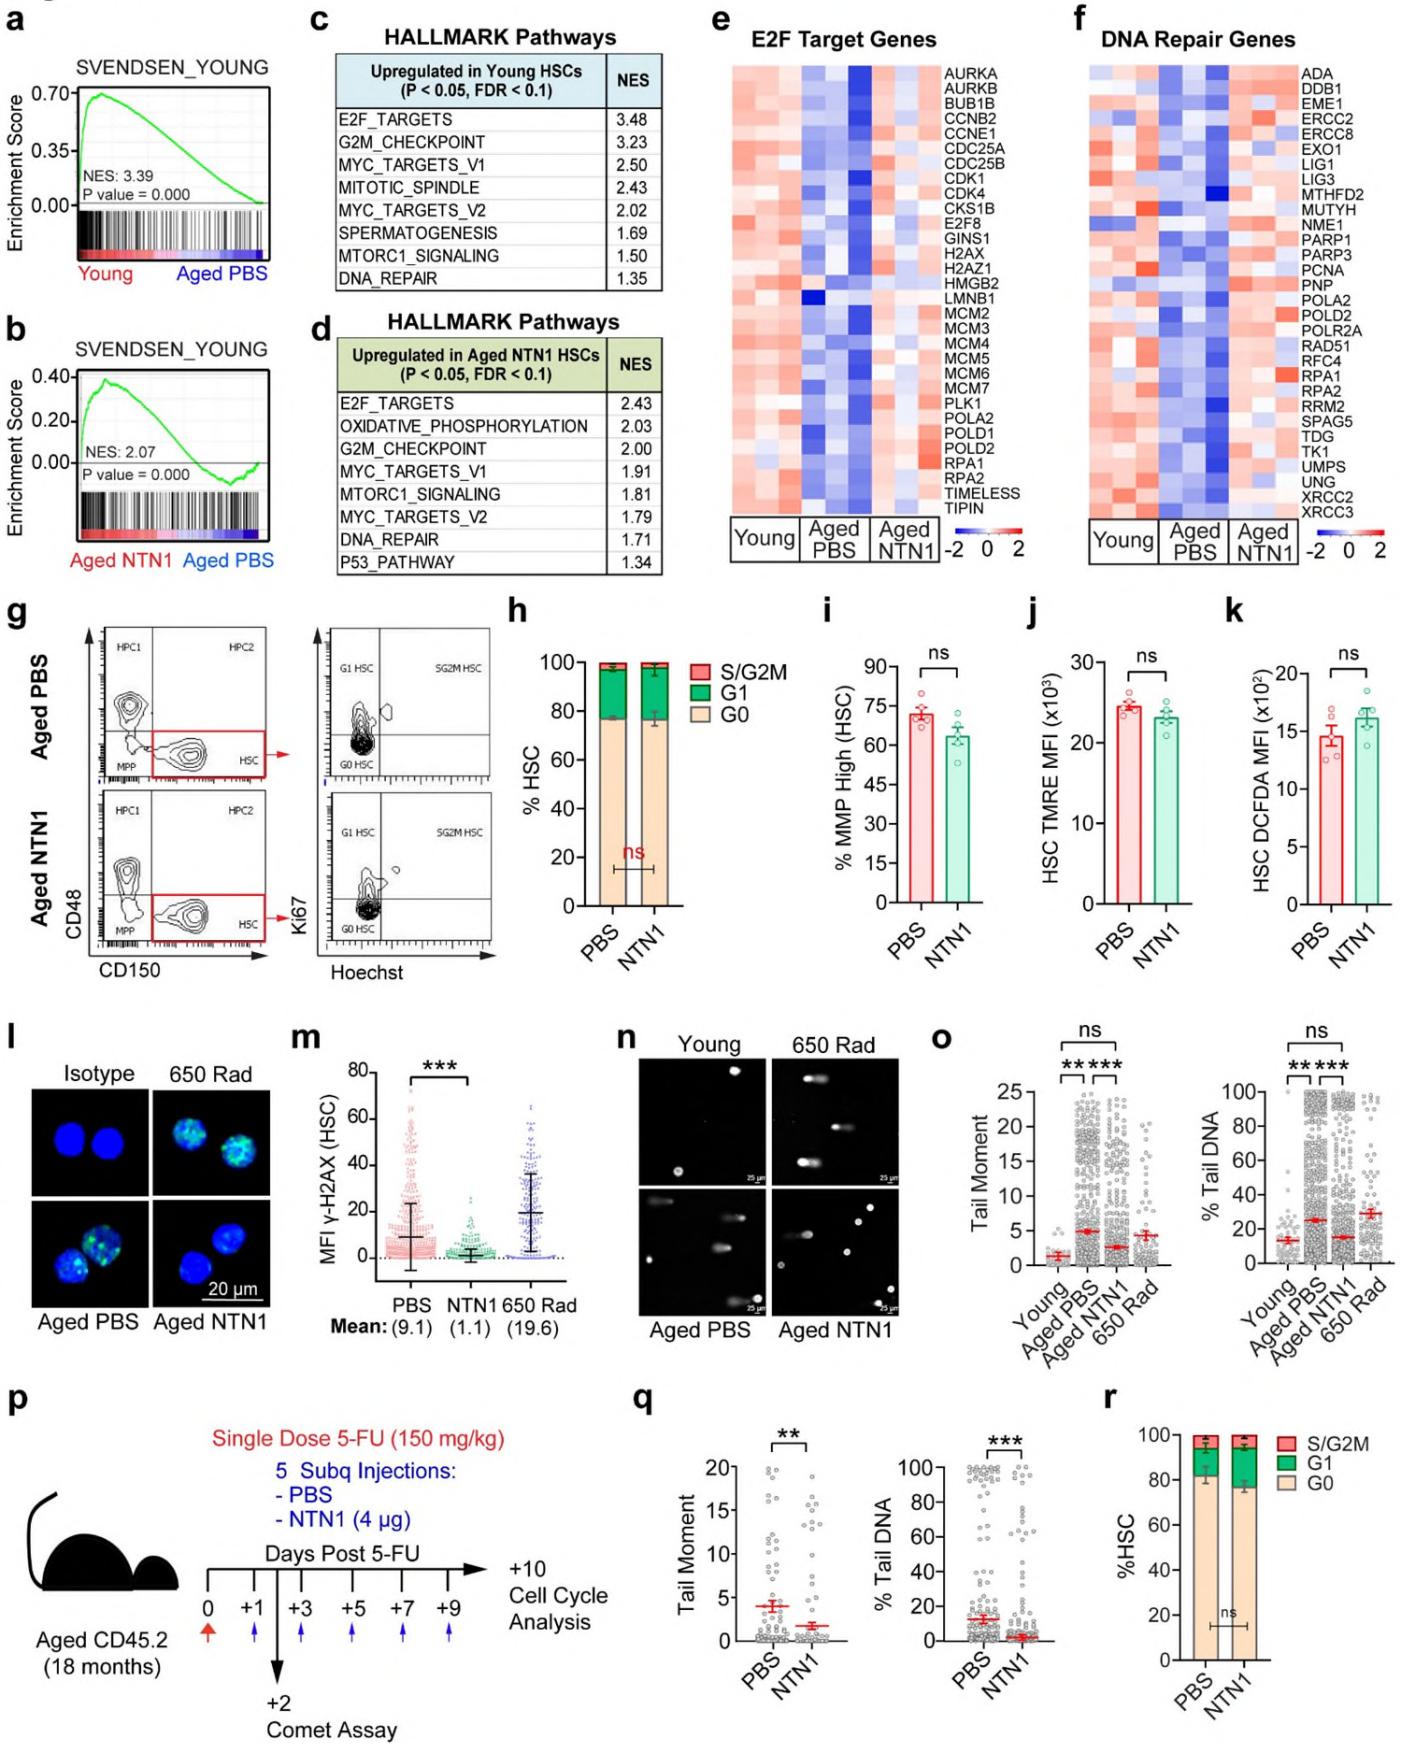 a
SVENDSEN_YOUNG
Enrichment Score
0.70
0.35
0.00
NES: 3.39
P value = 0.000
Young
Aged PBS
b
SVENDSEN_YOUNG
Enrichment Score
0.40
0.20
0.00
NES: 2.07
P value = 0.000
Aged NTN1
Aged PBS
c
HALLMARK Pathways
Upregulated in Young HSCs
(P < 0.05, FDR < 0.1)
NES
E2F_TARGETS 3.48
G2M_CHECKPOINT 3.23
MYC_TARGETS_V1 2.50
MITOTIC_SPINDLE 2.43
MYC_TARGETS_V2 2.02
SPERMATOGENESIS 1.69
MTORC1_SIGNALING 1.50
DNA_REPAIR 1.35
d
HALLMARK Pathways
Upregulated in Aged NTN1 HSCs
(P < 0.05, FDR < 0.1)
NES
E2F_TARGETS 2.43
OXIDATIVE_PHOSPHORYLATION 2.03
G2M_CHECKPOINT 2.00
MYC_TARGETS_V1 1.91
MTORC1_SIGNALING 1.81
MYC_TARGETS_V2 1.79
DNA_REPAIR 1.71
P53_PATHWAY 1.34
e
E2F Target Genes
AURKA
AURKB
BUB1B
CCNB2
CCNE1
CDC25A
CDC25B
CDK1
CDK4
CKS1B
E2F8
GINS1
H2AX
H2AZ1
HMGB2
LMNB1
MCM2
MCM3
MCM4
MCM5
MCM6
MCM7
PLK1
POLA2
POLD1
POLD2
RPA1
RPA2
TIMELESS
TIPIN
Young
Aged
PBS
Aged
NTN1
-2 0 2
f
DNA Repair Genes
ADA
DDB1
EME1
ERCC2
ERCC8
EXO1
LIG1
LIG3
MTHFD2
MUTYH
NME1
PARP1
PARP3
PCNA
PNP
POLA2
POLD2
POLR2A
RAD51
RFC4
RPA1
RPA2
RRM2
SPAG5
TDG
TK1
UMPS
UNG
XRCC2
XRCC3
Young
Aged
PBS
Aged
NTN1
-2 0 2
g
Aged PBS
HPC1
HPC2
MPP
HSC
G1 HSC
SG2M HSC
G0 HSC
Aged NTN1
HPC1
HPC2
MPP
HSC
G1 HSC
SG2M HSC
G0 HSC
CD48
CD150
Ki67
Hoechst
h
% HSC
100
80
60
40
20
0
ns
PBS
NTN1
S/G2M
G1
G0
i
% MMP High (HSC)
90
75
60
45
30
15
0
ns
PBS
NTN1
j
HSC TMRE MFI (x10³)
30
20
10
0
ns
PBS
NTN1
k
HSC DCFDA MFI (x10²)
20
15
10
5
0
ns
PBS
NTN1
l
Isotype
650 Rad
20 µm
Aged PBS
Aged NTN1
m
MFI γ-H2AX (HSC)
80
60
40
20
0
***
PBS NTN1 650 Rad
Mean: (9.1) (1.1) (19.6)
n
Young
650 Rad
25 µm
25 µm
25 µm
25 µm
Aged PBS
Aged NTN1
o
Tail Moment
25
20
15
10
5
0
ns
** ***
Young
Aged PBS
Aged NTN1
650 Rad
% Tail DNA
100
80
60
40
20
0
ns
** ***
Young
Aged PBS
Aged NTN1
650 Rad
p
Single Dose 5-FU (150 mg/kg)
5 Subq Injections:
- PBS
- NTN1 (4 µg)
Days Post 5-FU
0 +1 +3 +5 +7 +9
+10
Cell Cycle
Analysis
Aged CD45.2
(18 months)
+2
Comet Assay
q
Tail Moment
20
15
10
5
0
**
PBS
NTN1
% Tail DNA
100
80
60
40
20
0
***
PBS
NTN1
r
%HSC
100
80
60
40
20
0
ns
PBS
NTN1
S/G2M
G1
G0